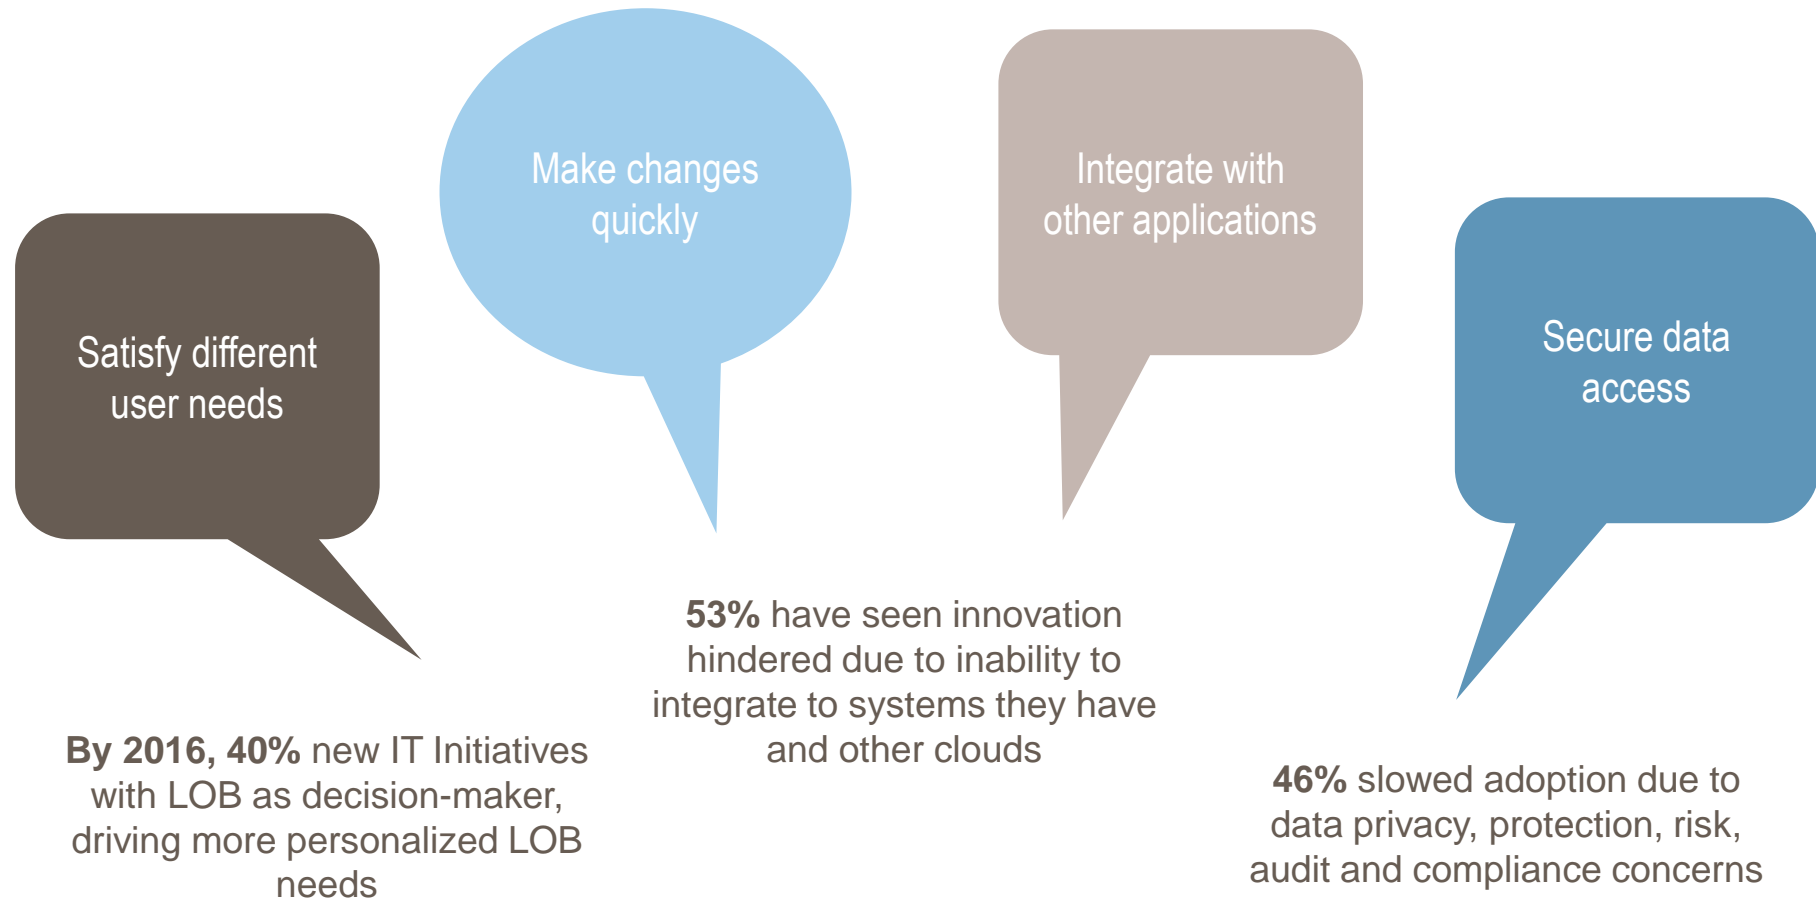 Make changes
quickly
Integrate with
other applications
Satisfy different
user needs
Secure data
access
53% have seen innovation
hindered due to inability to
integrate to systems they have
and other clouds
By 2016, 40% new IT Initiatives
with LOB as decision-maker,
driving more personalized LOB
needs
46% slowed adoption due to
data privacy, protection, risk,
audit and compliance concerns